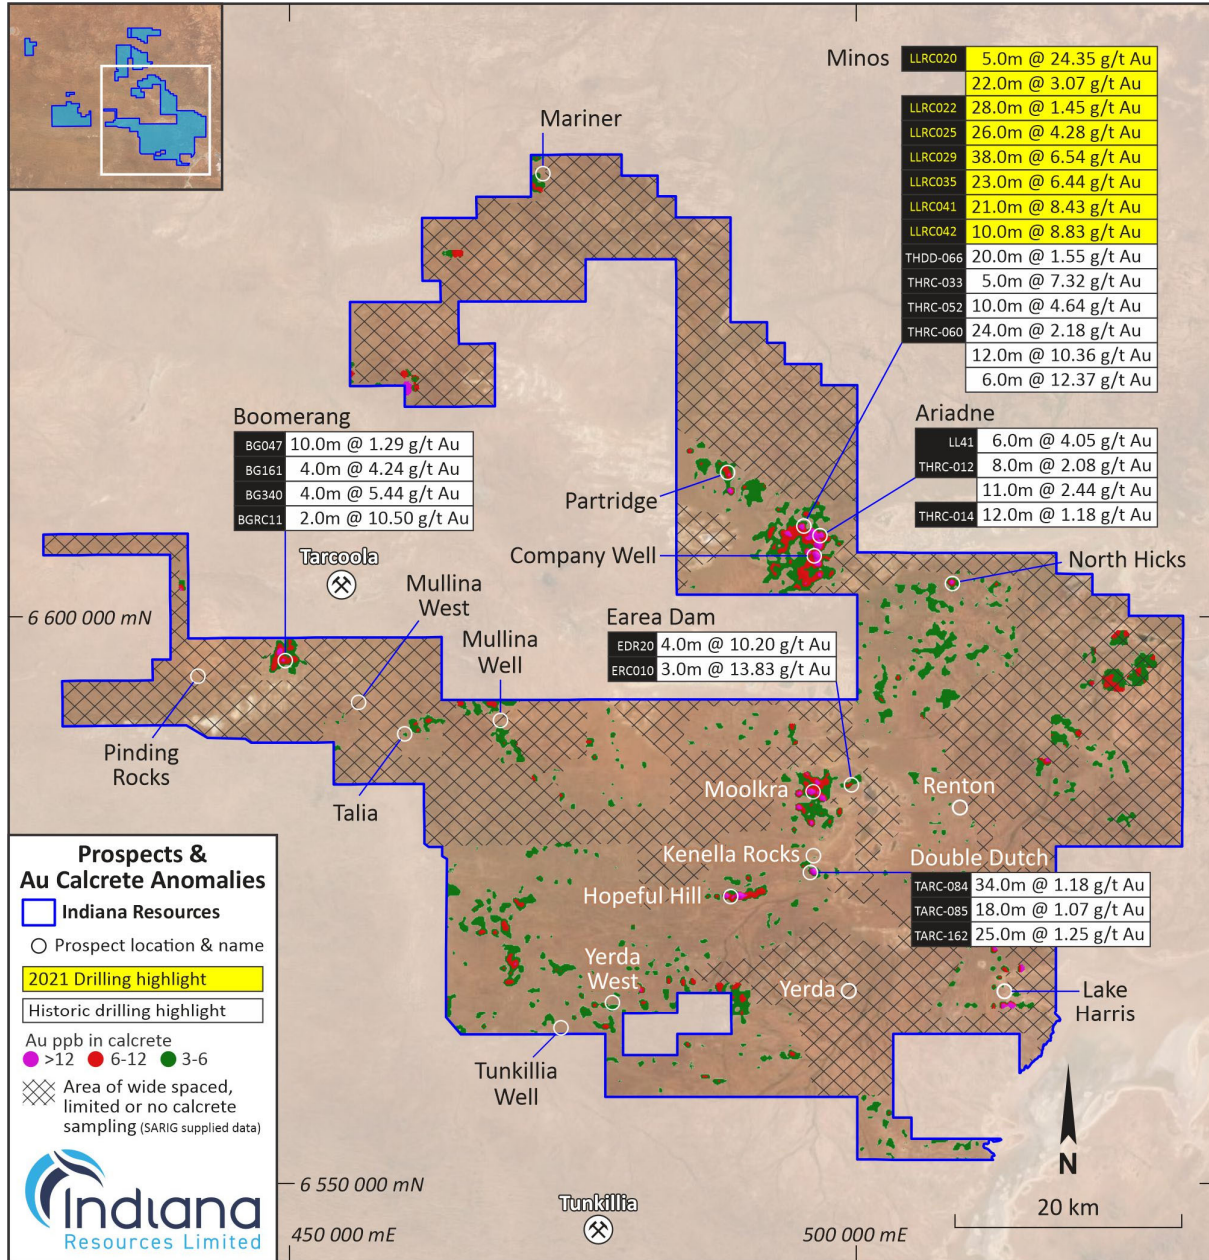 Minos
LLRC020 5.0m @ 24.35 g/t Au
22.0m @ 3.07 g/t Au
LLRC022 28.0m @ 1.45 g/t Au
LLRC025 26.0m @ 4.28 g/t Au
LLRC029 38.0m @ 6.54 g/t Au
LLRC035 23.0m @ 6.44 g/t Au
LLRC041 21.0m @ 8.43 g/t Au
LLRC042 10.0m @ 8.83 g/t Au
THDD-066 20.0m @ 1.55 g/t Au
THRC-033 5.0m @ 7.32 g/t Au
THRC-052 10.0m @ 4.64 g/t Au
THRC-060 24.0m @ 2.18 g/t Au
12.0m @ 10.36 g/t Au
6.0m @ 12.37 g/t Au
Mariner
Boomerang
BG047 10.0m @ 1.29 g/t Au
BG161 4.0m @ 4.24 g/t Au
BG340 4.0m @ 5.44 g/t Au
BGRC11 2.0m @ 10.50 g/t Au
Ariadne
LL41 6.0m @ 4.05 g/t Au
THRC-012 8.0m @ 2.08 g/t Au
11.0m @ 2.44 g/t Au
THRC-014 12.0m @ 1.18 g/t Au
Partridge
Company Well
North Hicks
Tarcoola
Mullina
West
Mullina
Well
6 600 000 mN
Earea Dam
EDR20 4.0m @ 10.20 g/t Au
ERC010 3.0m @ 13.83 g/t Au
Pinding
Rocks
Talia
Moolkra
Renton
Kenella Rocks
Double Dutch
TARC-084 34.0m @ 1.18 g/t Au
TARC-085 18.0m @ 1.07 g/t Au
TARC-162 25.0m @ 1.25 g/t Au
Hopeful Hill
Yerda
West
Yerda
Lake
Harris
Tunkillia
Well
Prospects &
Au Calcrete Anomalies
Indiana Resources
Prospect location & name
2021 Drilling highlight
Historic drilling highlight
Au ppb in calcrete
>12 6-12 3-6
Area of wide spaced,
limited or no calcrete
sampling (SARIG supplied data)
Indiana
Resources Limited
6 550 000 mN
450 000 mE
Tunkillia
500 000 mE
N
20 km